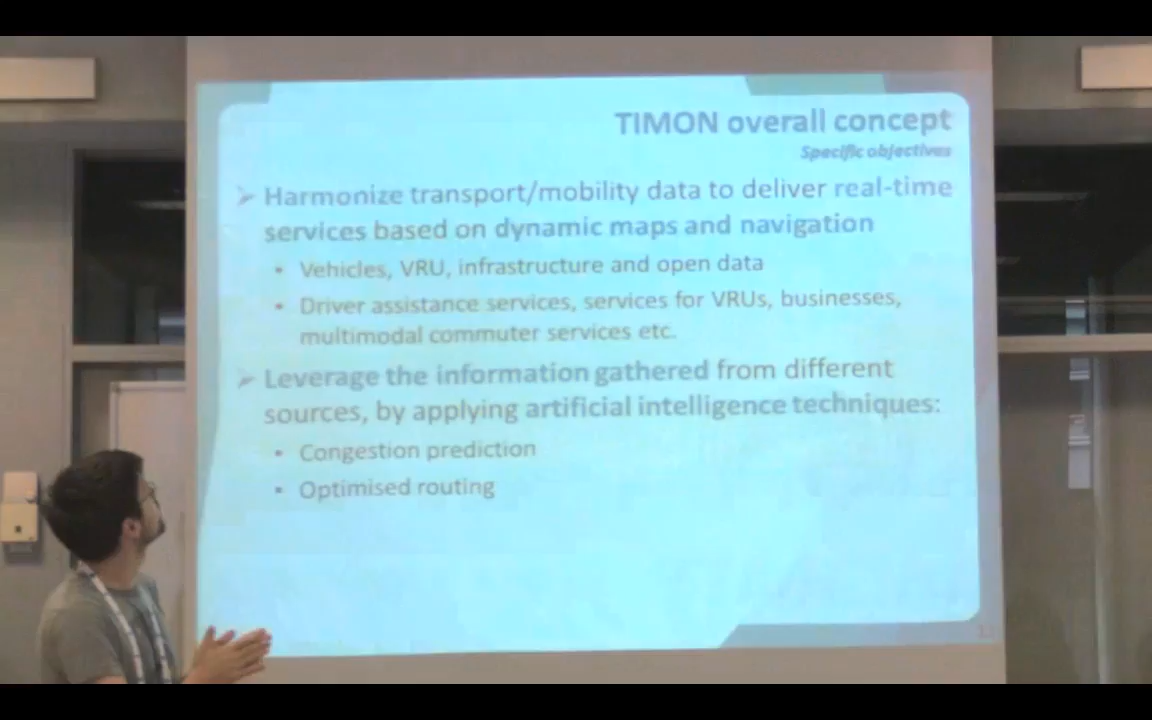 TIMON overall concept
Specific objectives
➢ Harmonize transport/mobility data to deliver real-time
services based on dynamic maps and navigation
• Vehicles, VRU, infrastructure and open data
• Driver assistance services, services for VRUs, businesses,
multimodal commuter services etc.
➢ Leverage the information gathered from different
sources, by applying artificial intelligence techniques:
• Congestion prediction
• Optimised routing